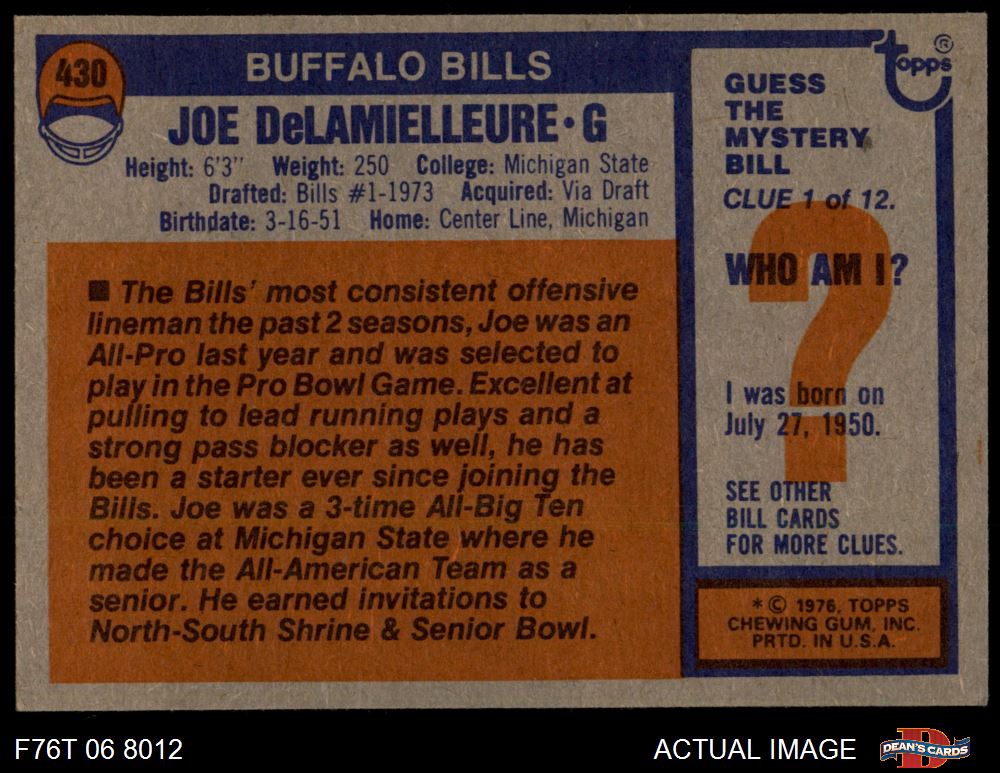 430
BUFFALO BILLS
JOE DeLAMIELLEURE • G
Height: 6'3" Weight: 250 College: Michigan State
Drafted: Bills #1-1973 Acquired: Via Draft
Birthdate: 3-16-51 Home: Center Line, Michigan
■ The Bills' most consistent offensive
lineman the past 2 seasons, Joe was an
All-Pro last year and was selected to
play in the Pro Bowl Game. Excellent at
pulling to lead running plays and a
strong pass blocker as well, he has
been a starter ever since joining the
Bills. Joe was a 3-time All-Big Ten
choice at Michigan State where he
made the All-American Team as a
senior. He earned invitations to
North-South Shrine & Senior Bowl.
Topps ®
GUESS
THE
MYSTERY
BILL
CLUE 1 of 12.
?
WHO AM I?
I was born on
July 27, 1950.
SEE OTHER
BILL CARDS
FOR MORE CLUES.
* © 1976, TOPPS
CHEWING GUM, INC.
PRTD. IN U.S.A.
F76T 06 8012
ACTUAL IMAGE
DEAN'S CARDS